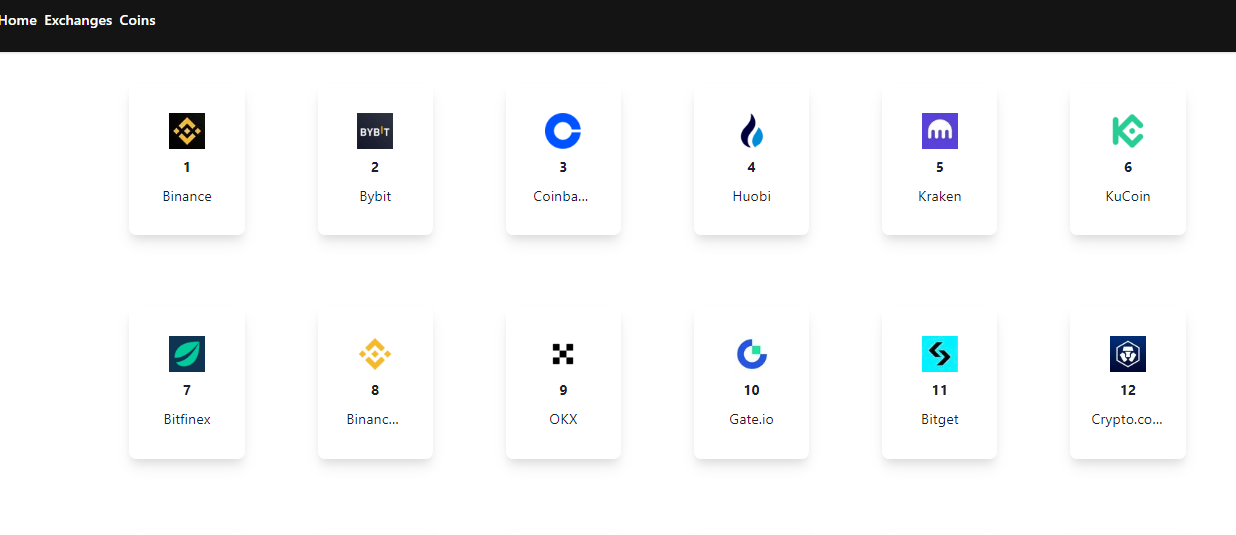 Home Exchanges Coins
BYBIT
1 2 3 4 5 6
Binance Bybit Coinba... Huobi Kraken KuCoin
7 8 9 10 11 12
Bitfinex Binanc... OKX Gate.io Bitget Crypto.co...